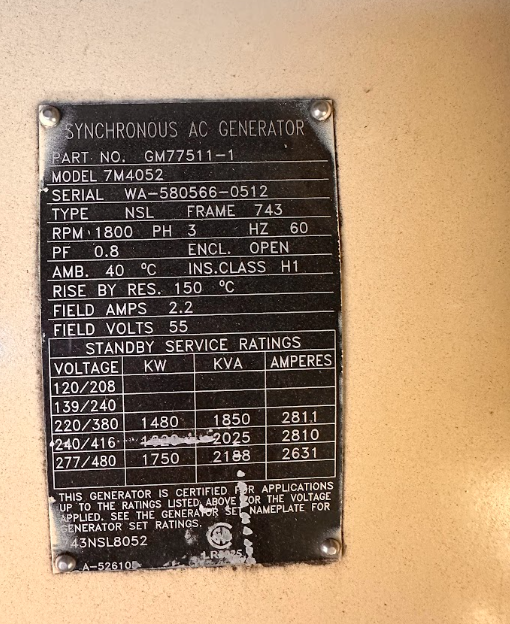 SYNCHRONOUS AC GENERATOR
PART NO. GM77511-1
MODEL 7M4052
SERIAL WA-580566-0512
TYPE NSL FRAME 743
RPM 1800 PH 3 HZ 60
PF 0.8 ENCL. OPEN
AMB. 40 °C INS.CLASS H1
RISE BY RES. 150 °C
FIELD AMPS 2.2
FIELD VOLTS 55
STANDBY SERVICE RATINGS
VOLTAGE KW KVA AMPERES
120/208
139/240
220/380 1480 1850 2811
240/416 2025 2810
277/480 1750 2188 2631
THIS GENERATOR IS CERTIFIED FOR APPLICATIONS
UP TO THE RATINGS LISTED ABOVE FOR THE VOLTAGE
APPLIED. SEE THE GENERATOR SET NAMEPLATE FOR
GENERATOR SET RATINGS.
743NSL8052